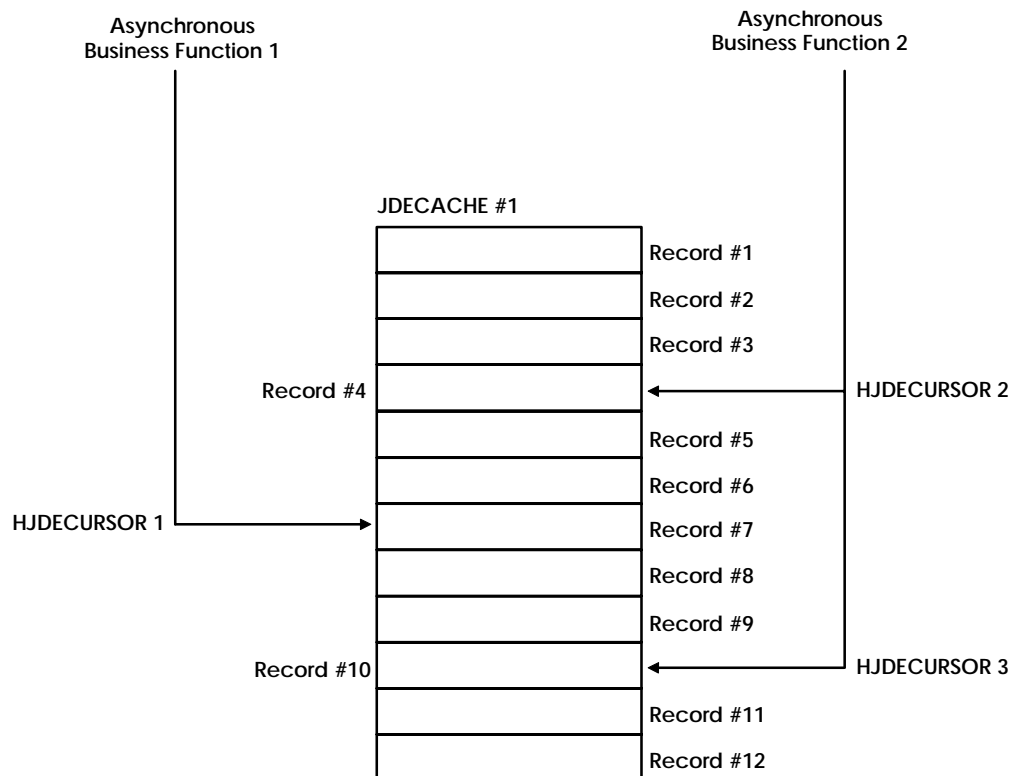 Asynchronous
Business Function 1
Asynchronous
Business Function 2
JDECACHE #1
Record #1
Record #2
Record #3
Record #4
HJDECURSOR 2
Record #5
Record #6
HJDECURSOR 1
Record #7
Record #8
Record #9
Record #10
HJDECURSOR 3
Record #11
Record #12